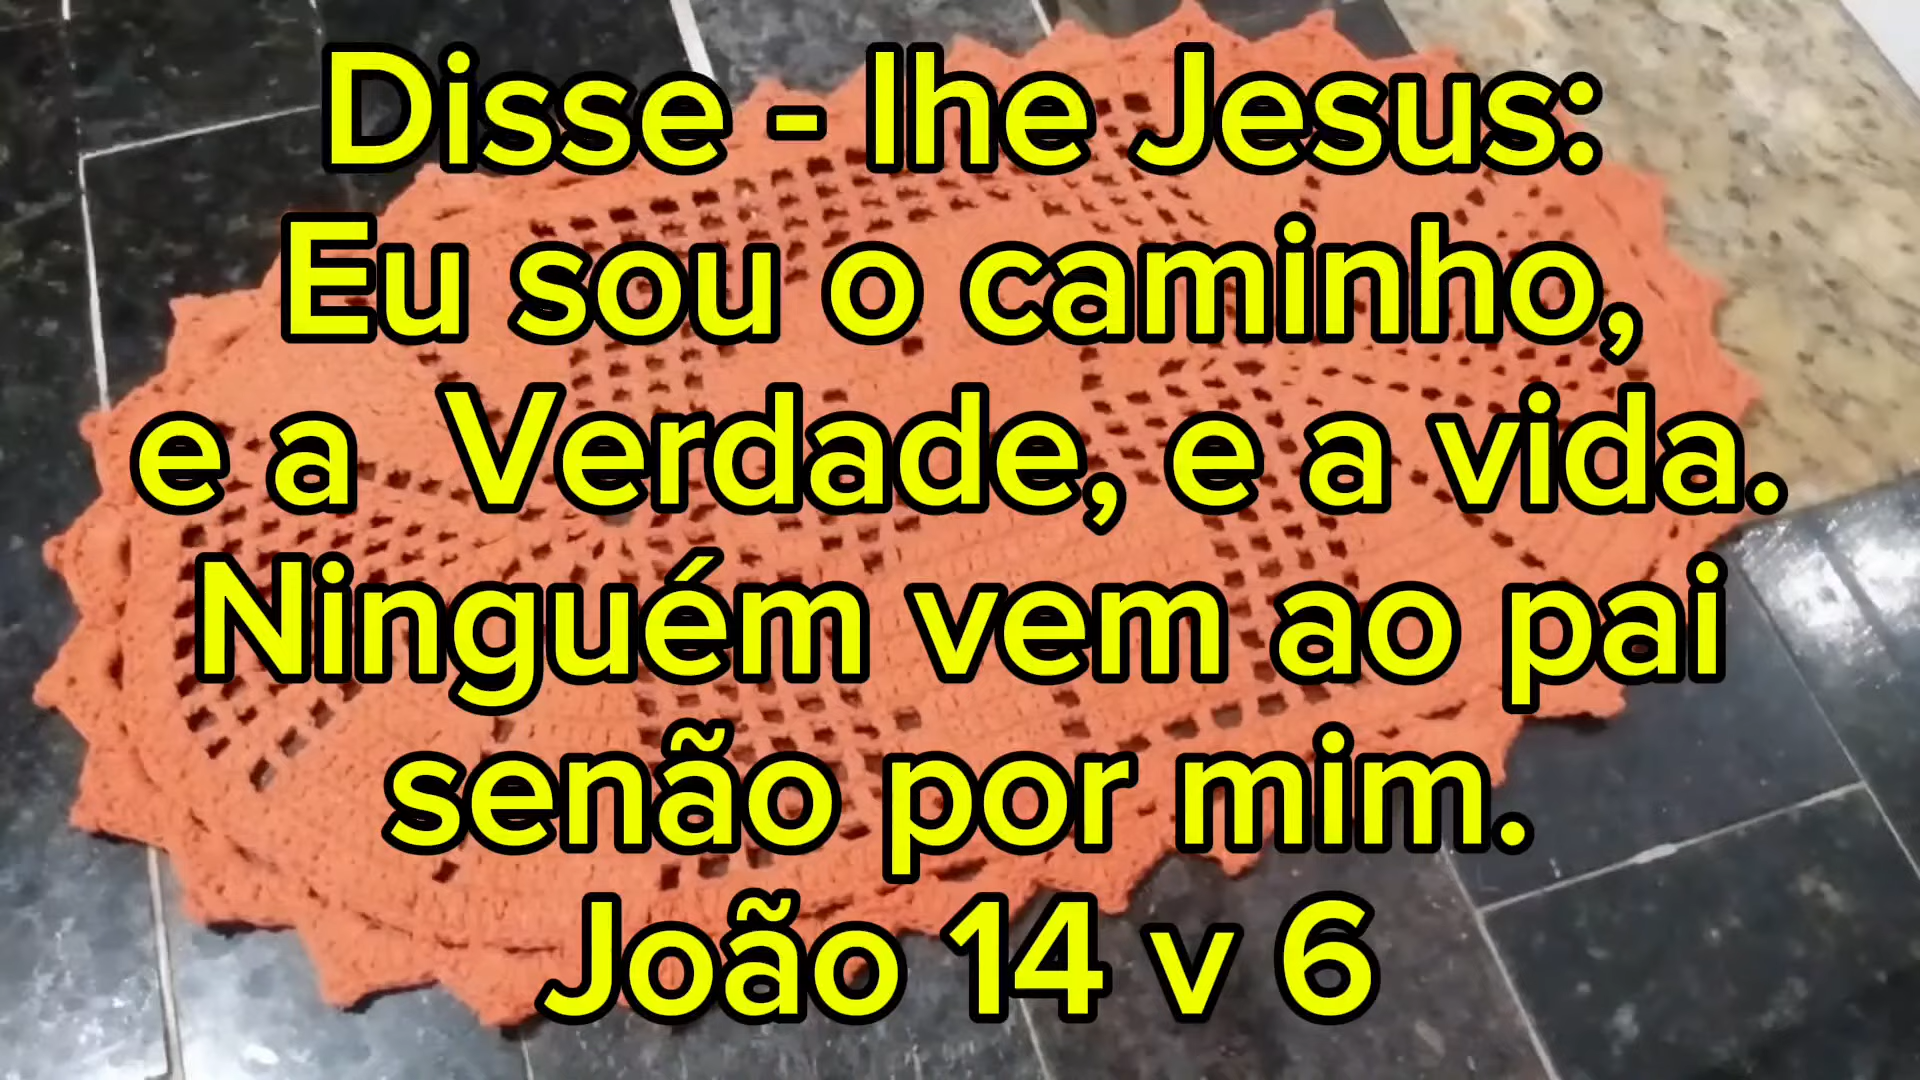 Disse - lhe Jesus:
Eu sou o caminho,
e a Verdade, e a vida.
Ninguém vem ao pai
senão por mim.
João 14 v 6